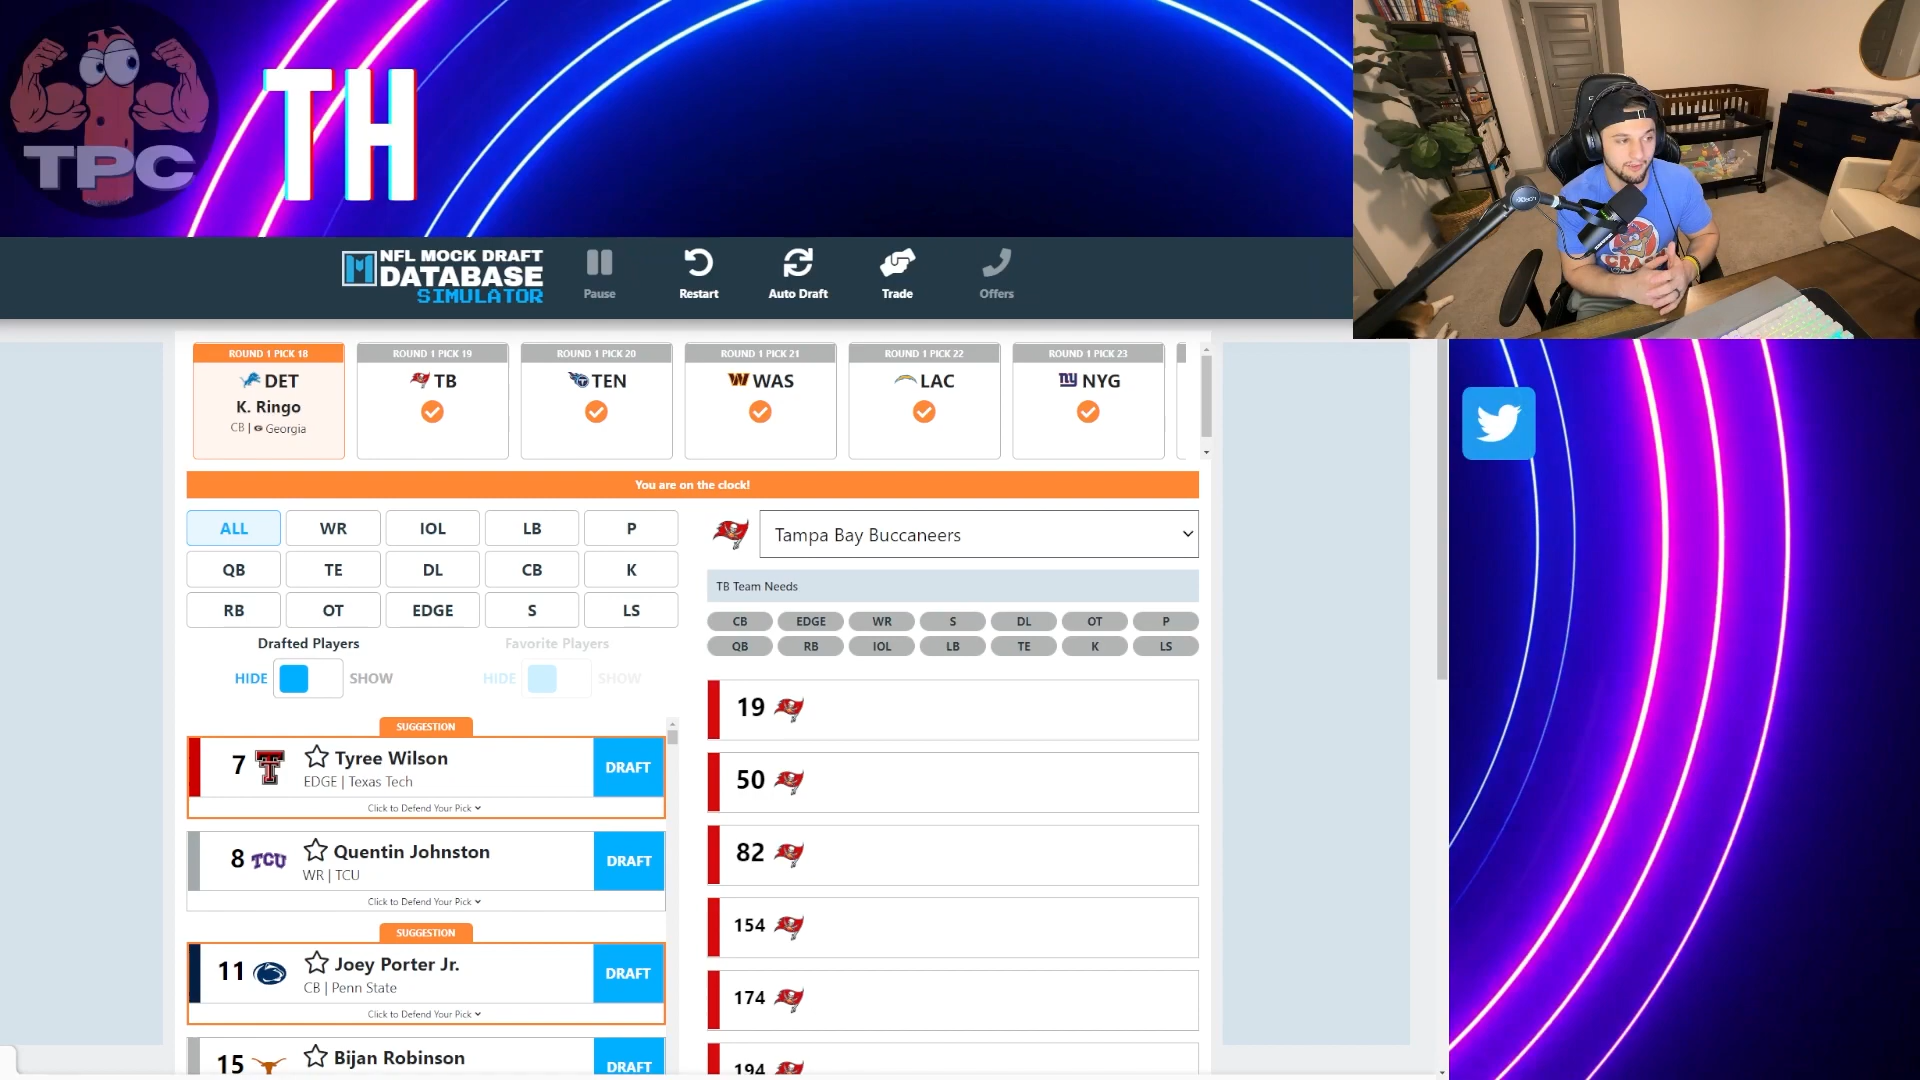 TPC
TH
NFL MOCK DRAFT
DATABASE
SIMULATOR
Pause
Restart
Auto Draft
Trade
Offers
ROUND 1 PICK 18
DET
K. Ringo
CB | Georgia
ROUND 1 PICK 19
TB
ROUND 1 PICK 20
TEN
ROUND 1 PICK 21
WAS
ROUND 1 PICK 22
LAC
ROUND 1 PICK 23
NYG
You are on the clock!
ALL WR IOL LB P
QB TE DL CB K
RB OT EDGE S LS
Drafted Players
HIDE SHOW
Favorite Players
HIDE SHOW
SUGGESTION
7 Tyree Wilson
EDGE | Texas Tech
DRAFT
Click to Defend Your Pick
8 TCU Quentin Johnston
WR | TCU
DRAFT
Click to Defend Your Pick
SUGGESTION
11 Joey Porter Jr.
CB | Penn State
DRAFT
Click to Defend Your Pick
15 Bijan Robinson
DRAFT
Tampa Bay Buccaneers
TB Team Needs
CB EDGE WR S DL OT P
QB RB IOL LB TE K LS
19
50
82
154
174
194